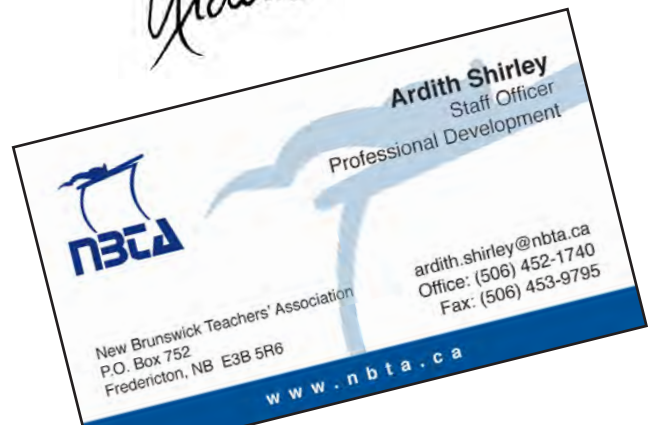 Ardith Shirley
Staff Officer
Professional Development
NBTA
ardith.shirley@nbta.ca
Office: (506) 452-1740
Fax: (506) 453-9795
New Brunswick Teachers' Association
P.O. Box 752
Fredericton, NB E3B 5R6
www.nbta.ca